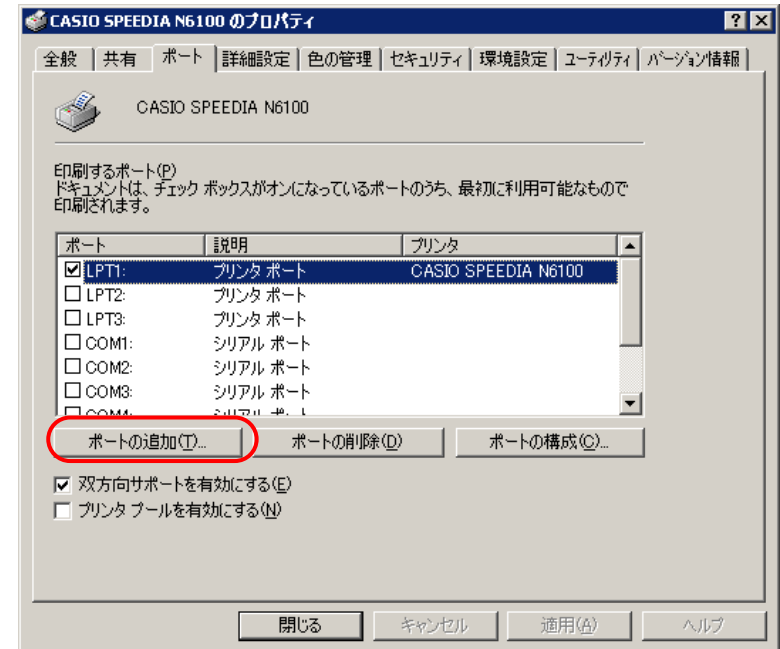 CASIO SPEEDIA N6100 のプロパティ
全般 共有 ポート 詳細設定 色の管理 セキュリティ 環境設定 ユーティリティ バージョン情報
CASIO SPEEDIA N6100
印刷するポート(P)
ドキュメントは、チェック ボックスがオンになっているポートのうち、最初に利用可能なもので
印刷されます。
ポート 説明 プリンタ
LPT1: プリンタ ポート CASIO SPEEDIA N6100
LPT2: プリンタ ポート
LPT3: プリンタ ポート
COM1: シリアル ポート
COM2: シリアル ポート
COM3: シリアル ポート
COM4: シリアル ポート
ポートの追加(T)... ポートの削除(D) ポートの構成(C)...
双方向サポートを有効にする(E)
プリンタ プールを有効にする(N)
閉じる キャンセル 適用(A) ヘルプ